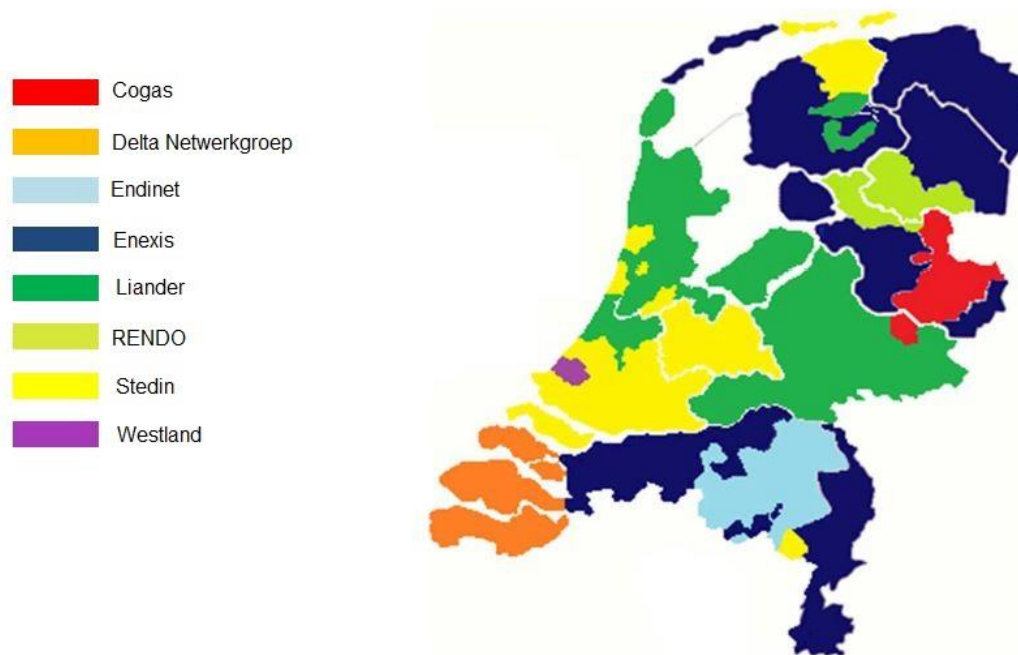 Cogas
Delta Netwerkgroep
Endinet
Enexis
Liander
RENDO
Stedin
Westland